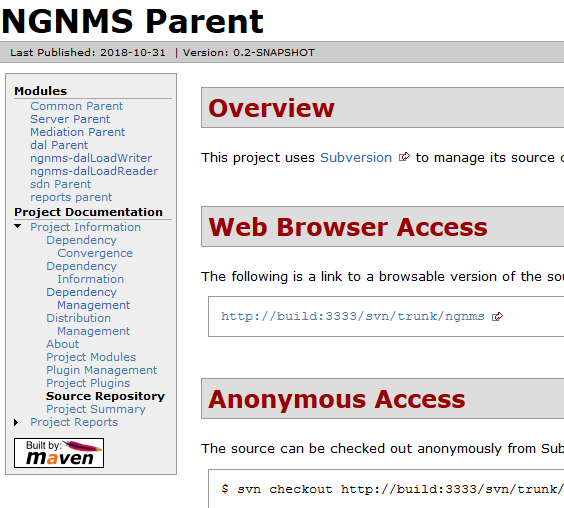 NGNMS Parent
Last Published: 2018-10-31 | Version: 0.2-SNAPSHOT
Modules
Common Parent
Server Parent
Mediation Parent
dal Parent
ngnms-dalLoadWriter
ngnms-dalLoadReader
sdn Parent
reports parent
Project Documentation
Project Information
Dependency
Convergence
Dependency
Information
Dependency
Management
Distribution
Management
About
Project Modules
Plugin Management
Project Plugins
Source Repository
Project Summary
Project Reports
Built by:
maven
Overview
This project uses Subversion to manage its source
Web Browser Access
The following is a link to a browsable version of the
http://build:3333/svn/trunk/ngnms
Anonymous Access
The source can be checked out anonymously from
$ svn checkout http://build:3333/svn/trunk/